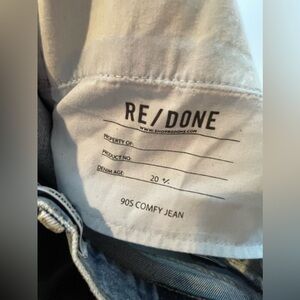 RE/DONE
WWW.SHOPREDONE.COM
PROPERTY OF:
PRODUCT NO:
DENIM AGE: 20 +/-
90S COMFY JEAN